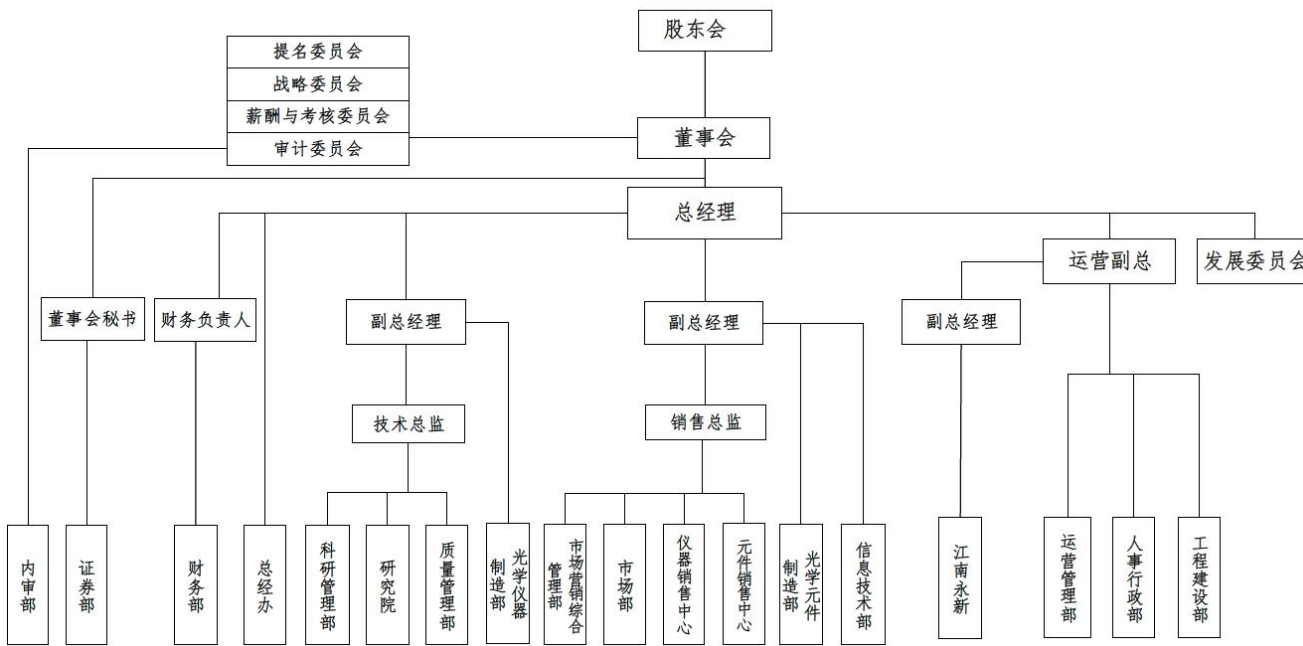 股东会
提名委员会
战略委员会
薪酬与考核委员会
审计委员会
董事会
总经理
运营副总
发展委员会
董事会秘书
财务负责人
副总经理
副总经理
副总经理
技术总监
销售总监
内审部
证券部
财务部
总经办
科研管理部
研究院
质量管理部
光学仪器
制造部
市场营销综合
管理部
市场部
仪器销售中心
元件销售中心
光学元件
制造部
信息技术部
江南永新
运营管理部
人事行政部
工程建设部